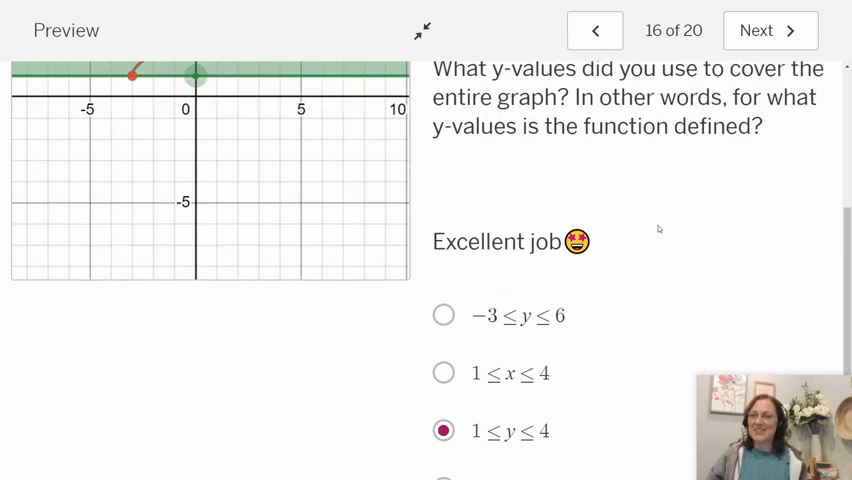 Preview
16 of 20
Next
-5
0
5
10
-5
What y-values did you use to cover the
entire graph? In other words, for what
y-values is the function defined?
Excellent job🤩
−3 ≤ y ≤ 6
1 ≤ x ≤ 4
1 ≤ y ≤ 4